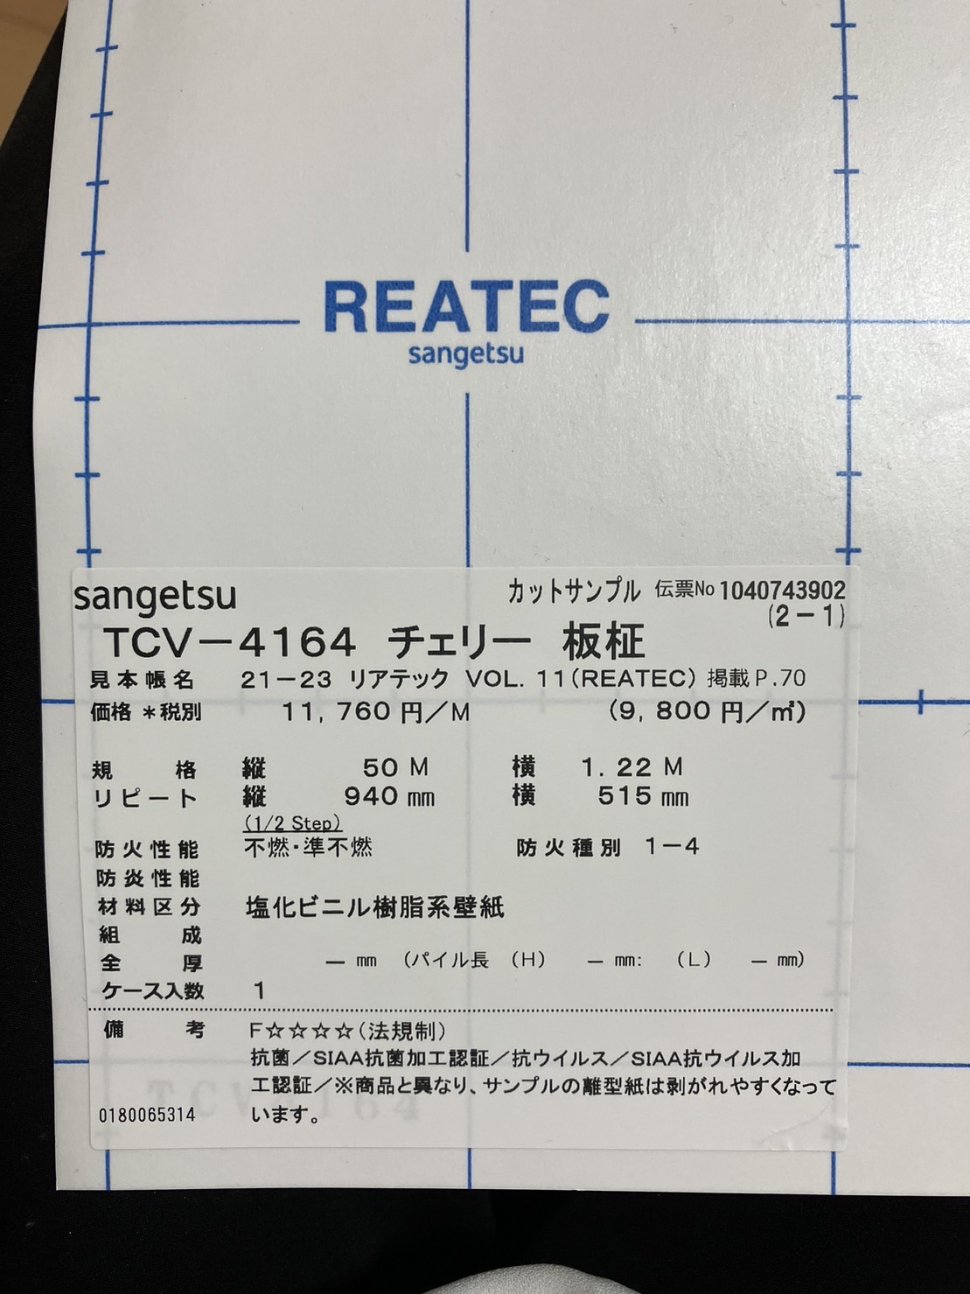 REATEC
sangetsu
sangetsu カットサンプル 伝票No 1040743902
(2-1)
TCV-4164 チェリー 板柾
見本帳名 21-23 リアテック VOL. 11(REATEC) 掲載P.70
価格 *税別 11, 760 円/M (9, 800 円/㎡)
規格 縦 50 M 横 1. 22 M
リピート 縦 940 ㎜ 横 515 ㎜
(1/2 Step)
防火性能 不燃・準不燃 防火種別 1-4
防炎性能
材料区分 塩化ビニル樹脂系壁紙
組成
全厚 - ㎜ (パイル長 (H) - ㎜: (L) - ㎜)
ケース入数 1
備考 F☆☆☆☆(法規制)
抗菌/SIAA抗菌加工認証/抗ウイルス/SIAA抗ウイルス加
工認証/※商品と異なり、サンプルの離型紙は剥がれやすくなって
0180065314 います。
TCV-4164